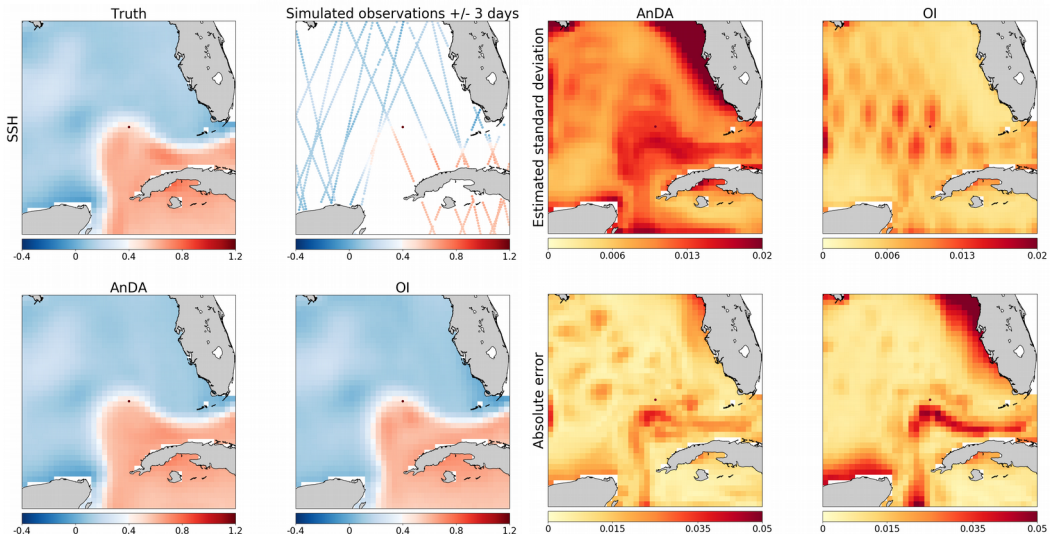 Truth
Simulated observations +/- 3 days
AnDA
OI
SSH
Estimated standard deviation
-0.4 0 0.4 0.8 1.2
-0.4 0 0.4 0.8 1.2
0 0.006 0.013 0.02
0 0.006 0.013 0.02
AnDA
OI
Absolute error
-0.4 0 0.4 0.8 1.2
-0.4 0 0.4 0.8 1.2
0 0.015 0.035 0.05
0 0.015 0.035 0.05